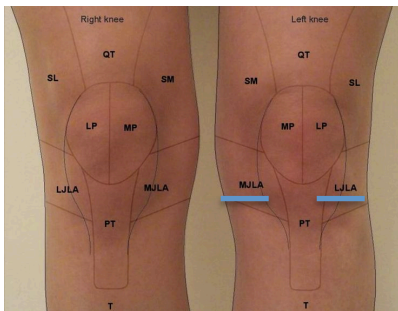 Right knee
Left knee
QT
QT
SL
SM
SM
SL
LP
MP
MP
LP
LJLA
MJLA
MJLA
LJLA
PT
PT
T
T